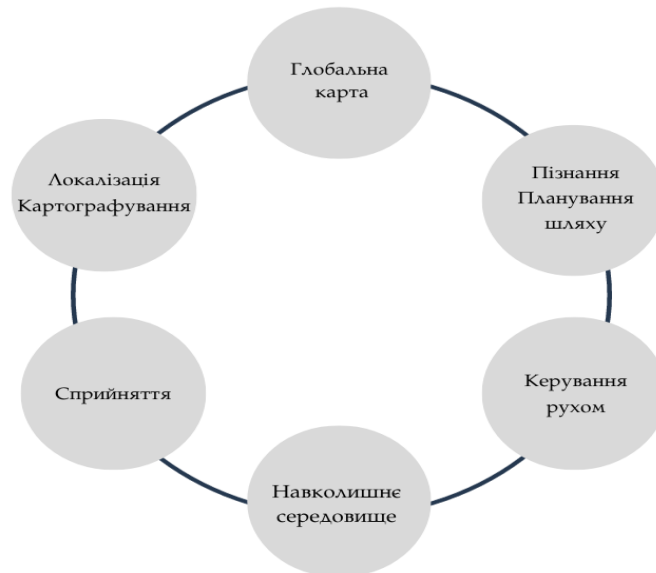 Глобальна
карта
Пізнання
Планування
шляху
Керування
рухом
Навколишнє
середовище
Сприйняття
Локалізація
Картографування